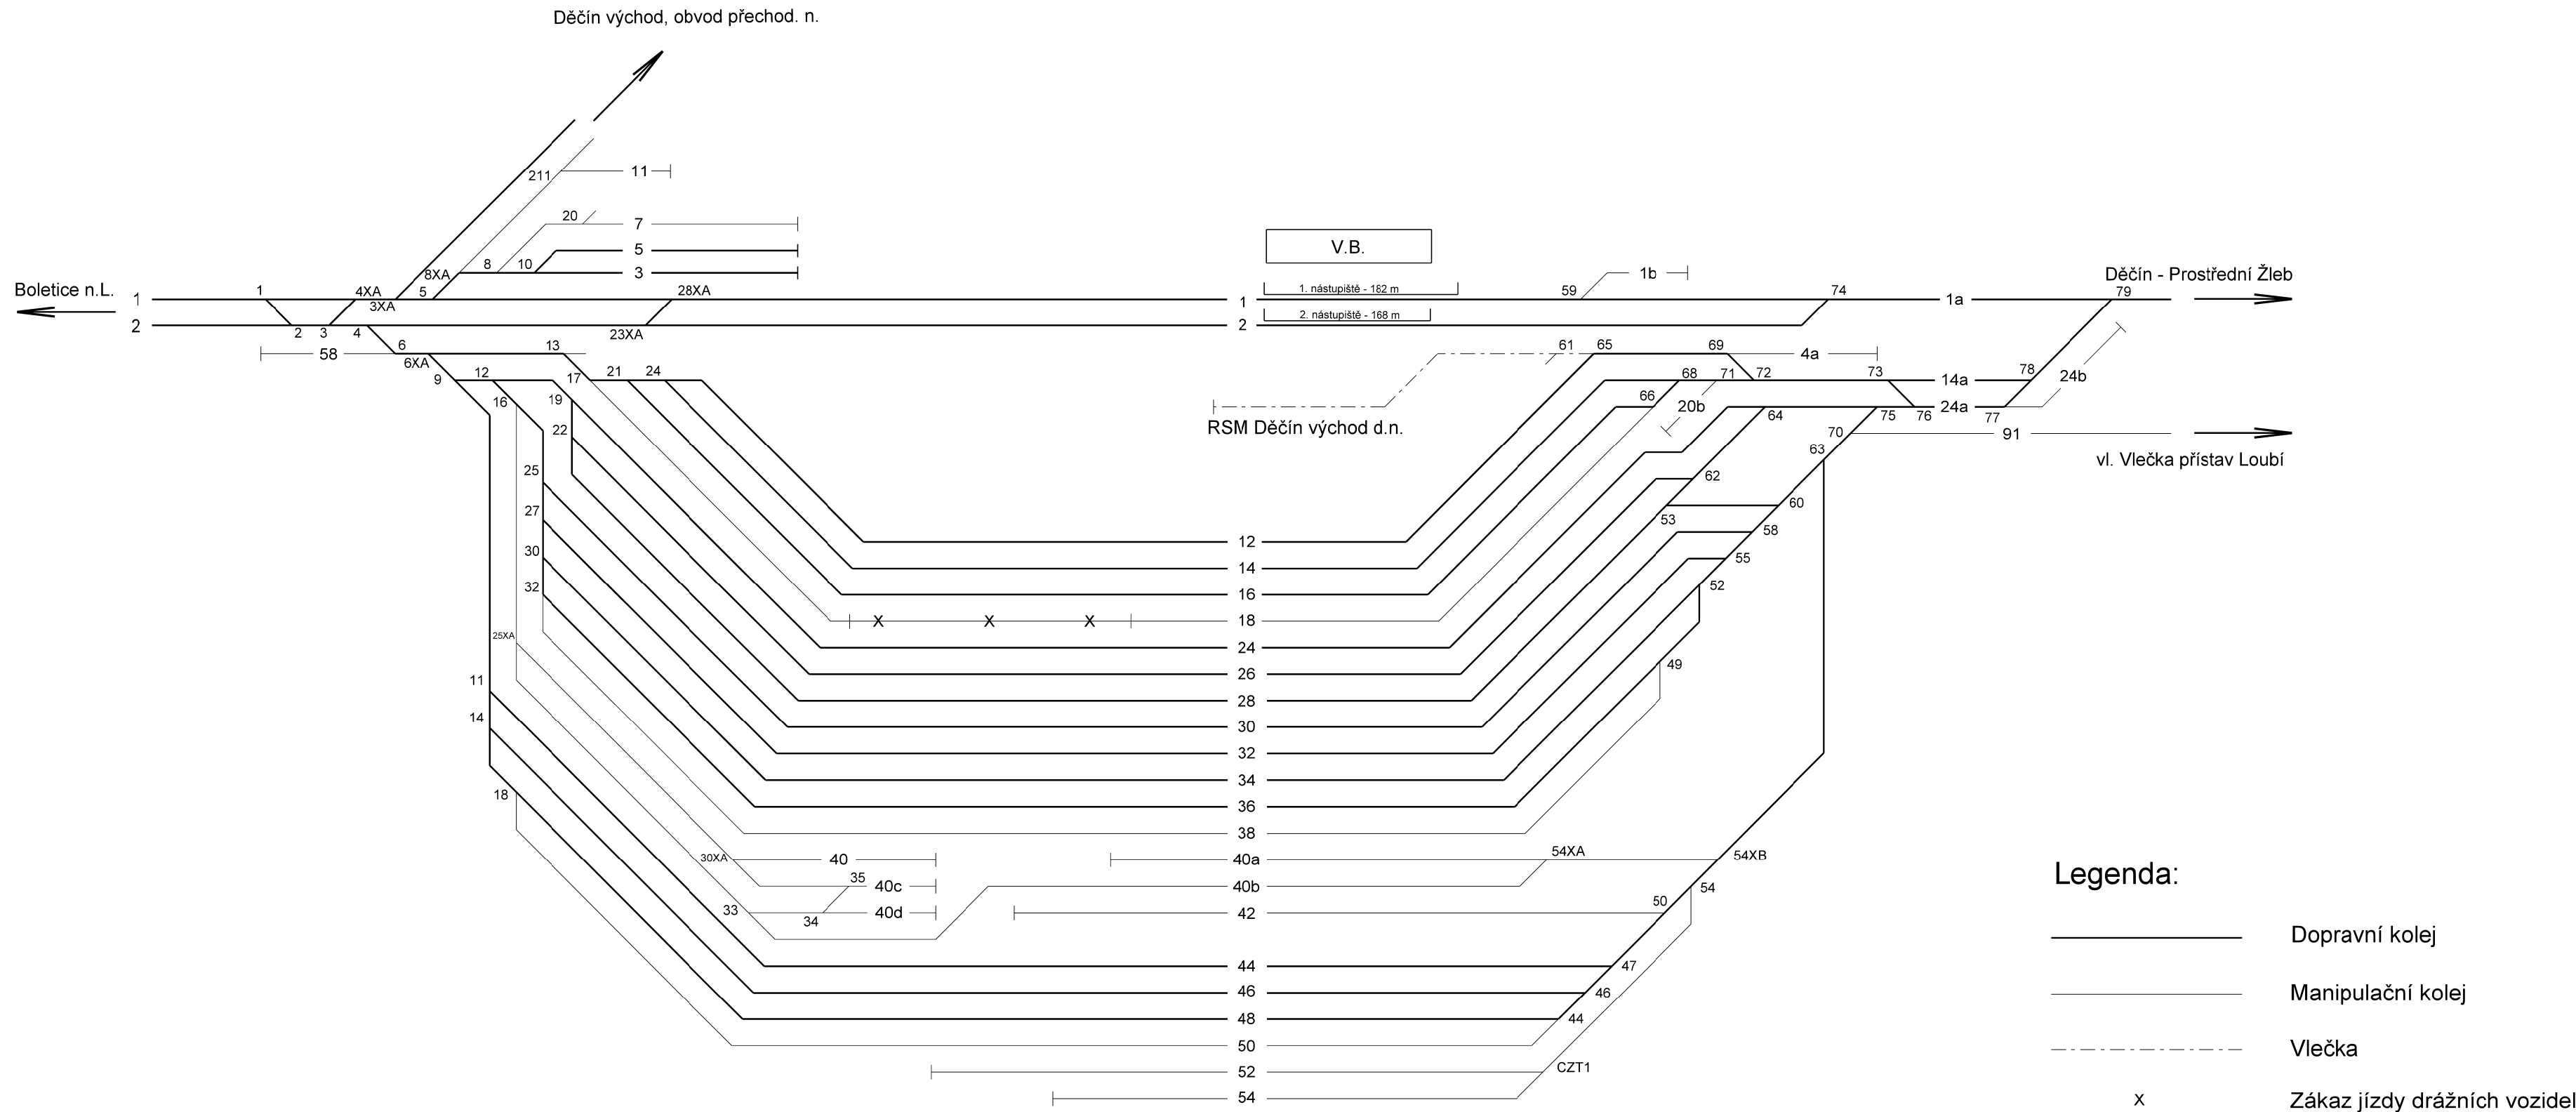 Děčín východ, obvod přechod. n.
211
11
20
7
5
8XA
8
10
3
V.B.
1b
Děčín - Prostřední Žleb
Boletice n.L.
1
1
4XA
3XA
5
28XA
1
1. nástupiště - 182 m
59
74
1a
79
2
2
3
4
23XA
2
2. nástupiště - 168 m
58
6
6XA
13
61
65
69
4a
9
12
17
21
24
68
71
72
73
14a
78
24b
16
19
66
20b
64
75
76
24a
77
RSM Děčín východ d.n.
22
70
91
63
vl. Vlečka přístav Loubí
25
62
27
53
60
58
30
12
55
32
14
52
16
18
X X X
25XA
24
49
11
26
28
14
30
32
34
18
36
38
30XA
40
40a
54XA
54XB
35
40c
40b
54
33
34
40d
42
50
44
47
46
46
48
44
50
52
CZT1
54
Legenda:
Dopravní kolej
Manipulační kolej
Vlečka
X Zákaz jízdy drážních vozidel